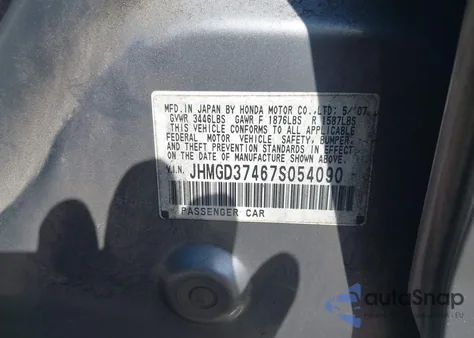 MFD.IN JAPAN BY HONDA MOTOR CO.,LTD: 5/'07
GVWR 3446LBS GAWR F 1876LBS R 1587LBS
THIS VEHICLE CONFORMS TO ALL APPLICABLE
FEDERAL MOTOR VEHICLE SAFETY, BUMPER,
AND THEFT PREVENTION STANDARDS IN EFFECT
ON THE DATE OF MANUFACTURE SHOWN ABOVE.
V.I.N. JHMGD37467S054090
PASSENGER CAR
autoSnap